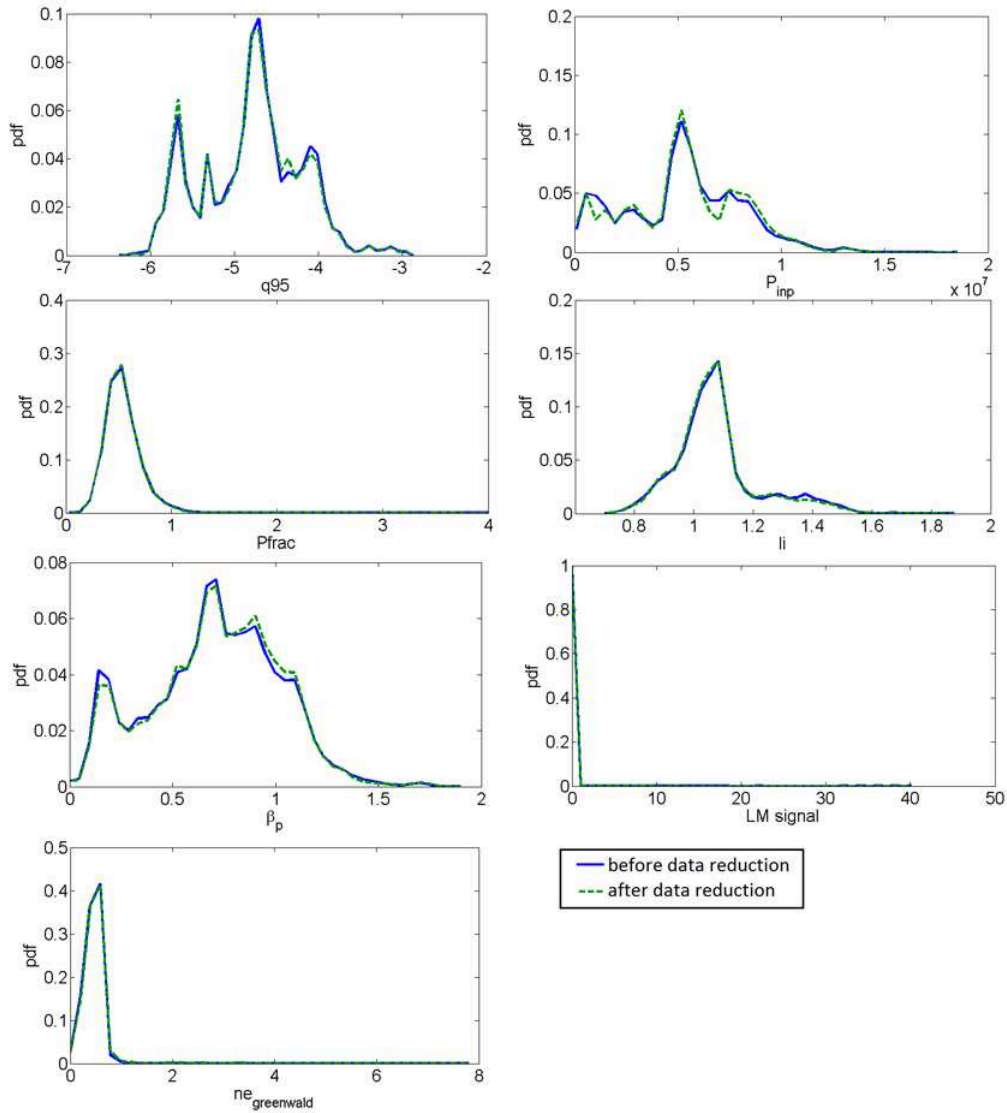 0.1
0.08
0.06
0.04
0.02
0
pdf
-7 -6 -5 -4 -3 -2
q95
0.2
0.15
0.1
0.05
0
pdf
0 0.5 1 1.5 2
x 10^7
P_inp
0.4
0.3
0.2
0.1
0
pdf
0 1 2 3 4
Pfrac
0.2
0.15
0.1
0.05
0
pdf
0.8 1 1.2 1.4 1.6 1.8 2
li
0.08
0.06
0.04
0.02
0
pdf
0 0.5 1 1.5 2
β_p
1
0.8
0.6
0.4
0.2
0
pdf
0 10 20 30 40 50
LM signal
0.5
0.4
0.3
0.2
0.1
0
pdf
0 2 4 6 8
ne_greenwald
before data reduction
after data reduction